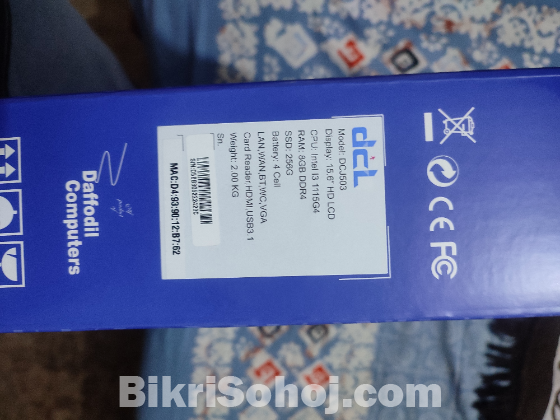 dcl
Model: DCJ503
Display: 15.6" HD LCD
CPU: Intel I3 1115G4
RAM: 8GB DDR4
SSD: 256G
Battery: 4 Cell
LAN,WAN,BT,WC,VGA
Card Reader,HDMI,USB3.1
Weight: 2.00 KG
Sn.
MAC:D4:93:90:12:B7:62
Daffodil
Computers
CE FC
BikriSohoj.com